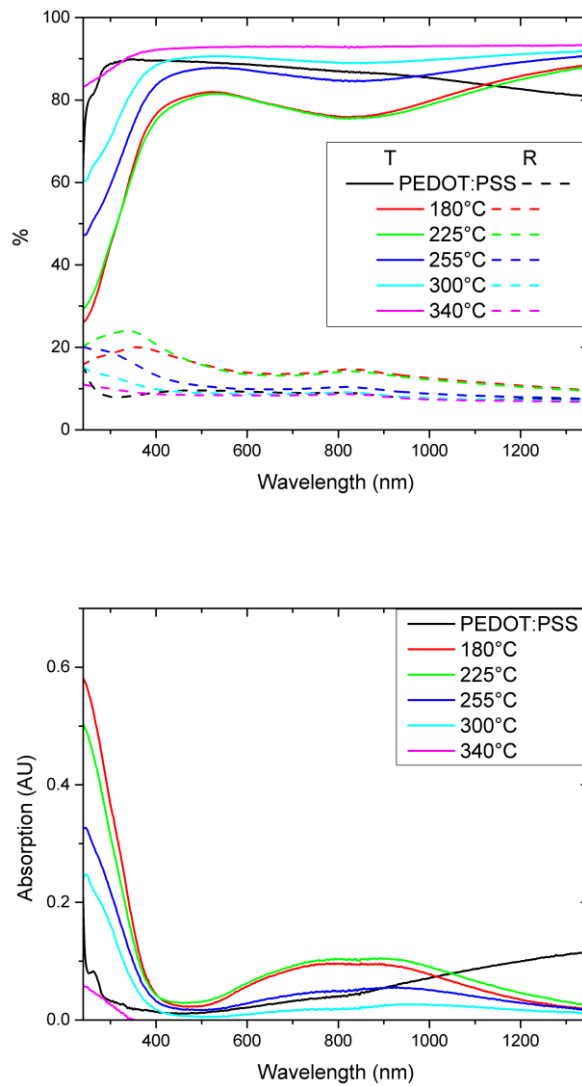 100
80
60
40
20
0
%
T R
PEDOT:PSS
180°C
225°C
255°C
300°C
340°C
400 600 800 1000 1200
Wavelength (nm)
0.6
0.4
0.2
0.0
Absorption (AU)
PEDOT:PSS
180°C
225°C
255°C
300°C
340°C
400 600 800 1000 1200
Wavelength (nm)